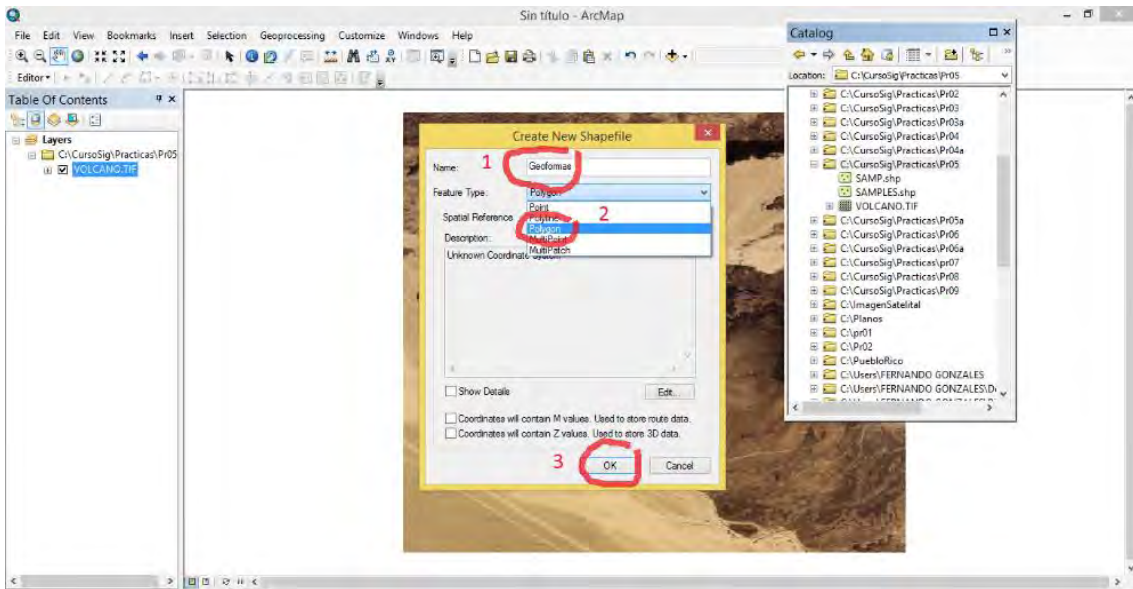 Sin título - ArcMap
File Edit View Bookmarks Insert Selection Geoprocessing Customize Windows Help
Editor
Table Of Contents
Layers
C:\CursoSig\Practicas\Pr05
VOLCANO.TIF
Create New Shapefile
1
Name:
Geoformas
Feature Type:
Polygon
Point
Polyline
2
Polygon
MultiPoint
MultiPatch
Spatial Reference
Description:
Unknown Coordinate System
Show Details
Edit...
Coordinates will contain M values. Used to store route data.
Coordinates will contain Z values. Used to store 3D data.
3
OK
Cancel
Catalog
Location:
C:\CursoSig\Practicas\Pr05
C:\CursoSig\Practicas\Pr02
C:\CursoSig\Practicas\Pr03
C:\CursoSig\Practicas\Pr03a
C:\CursoSig\Practicas\Pr04
C:\CursoSig\Practicas\Pr04a
C:\CursoSig\Practicas\Pr05
SAMP.shp
SAMPLES.shp
VOLCANO.TIF
C:\CursoSig\Practicas\Pr05a
C:\CursoSig\Practicas\Pr06
C:\CursoSig\Practicas\Pr06a
C:\CursoSig\Practicas\pr07
C:\CursoSig\Practicas\Pr08
C:\CursoSig\Practicas\Pr09
C:\ImagenSatelital
C:\Planos
C:\pr01
C:\Pr02
C:\PuebloRico
C:\Users\FERNANDO GONZALES
C:\Users\FERNANDO GONZALES\D